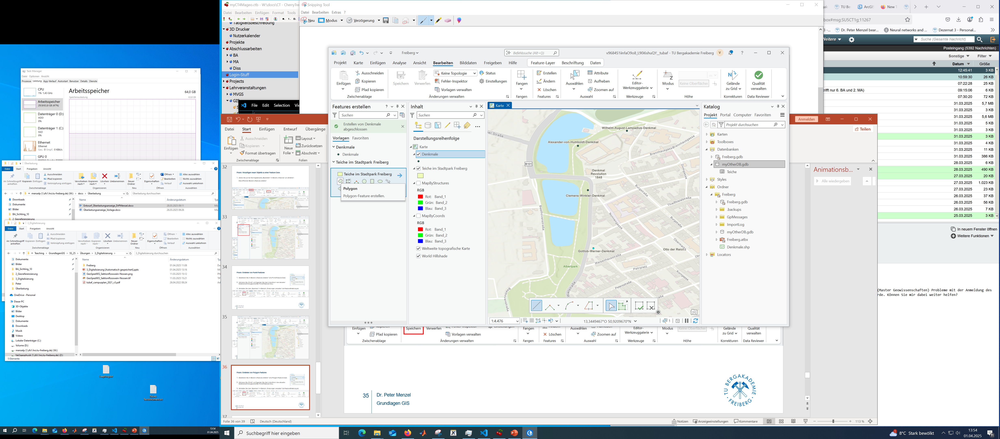 Task-Manager
Datei Optionen Ansicht
Prozesse Leistung App-Verlauf Autostart Benutzer Details Dienste
CPU
1% 1,43 GHz
Arbeitsspeicher
29,9/63,8 GB (47%)
Datenträger 0 (D:)
HDD
0%
Datenträger 1 (C:)
SSD
0%
Ethernet
Ethernet
Ges.: 0 Empf.: 0 KBit/s
GPU 0
Arbeitsspeicher
64,0 GB
Speicherauslastung
63,8 GB
Überlastung
Datei Start Freigeben Ansicht
An Schnellzugriff anheften
Kopieren
Einfügen
Ausschneiden
Pfad kopieren
Verknüpfung einfügen
Zwischenablage
Verschieben nach
Kopieren nach
Löschen
Umbenennen
Organisieren
Neuer Ordner
Neu
Eigenschaften
Öffnen
Bearbeiten
Verlauf
Öffnen
Alles auswählen
Nichts auswählen
Auswahl umkehren
Auswählen
menzelp (\\zfs1.hrz.tu-freiberg.de) (W:) > docs > Überlastung
Überlastung durchsuchen
Downloads
Dokumente
Bilder
BA_Sichting_10
2_Georeferenzierung
Name
Änderungsdatum
Entwurf_Überlastungsanzeige_DrPMenzel.docx 28.03.2025 09:11
Überlastungsanzeige_Vorlage.docx 26.03.2025 09:26
3_Digitalisierung
Datei Start Freigeben Ansicht
An Schnellzugriff anheften
Kopieren
Einfügen
Ausschneiden
Pfad kopieren
Verknüpfung einfügen
Zwischenablage
Verschieben nach
Kopieren nach
Löschen
Umbenennen
Organisieren
Neuer Ordner
Neu
Eigenschaften
Öffnen
Bearbeiten
Verlauf
Öffnen
Alles auswählen
Nichts auswählen
Auswahl umkehren
Auswählen
Teaching > GrundlagenGIS > SS_25 > Übungen > 3_Digitalisierung
3_Digitalisierung durchsuchen
Dokumente
Bilder
BA_Sichting_10
2_Georeferenzierung
3_Digitalisierung
Peter
Überlastung
OneDrive - Personal
Dieser PC
3D-Objekte
Bilder
Desktop
Dokumente
Downloads
Musik
Videos
Lokaler Datenträger (C:)
Volume (D:)
menzelp (\\zfs1.hrz.tu-freiberg.de) (W:)
fak3geophysik (\\zfs1.hrz.tu-freiberg.de) (Z:)
Name
Änderungsdatum
Freiberg 01.04.2025 11:08
3_Digitalisierung [Automatisch gespeichert].pptx 01.04.2025 13:16
GeoSpezKKS_SektionRosswein-Nossen.png 11.03.2025 15:12
GeoSpezKKS_SektionRosswein-Nossen.tif 11.03.2025 15:21
tubaf_campusplan_2021_v3.pdf 26.04.2022 08:24
5 Elemente
LeapFrog.txt
Neues Textdokument.txt
13:54
01.04.2025
myCT4Mageo.ctb - W:\docs\CT - CherryTree
Datei Bearbeiten Einfügen Format Tools
Tätigkeitsbeschreibung
3D Drucker
Nutzerkalender
Projekte
Abschlussarbeiten
BA
MA
Diss
Login-Stuff
Projects
Lehrveranstaltungen
MVGS
GIS
File Edit Selection
Snipping Tool
Datei Bearbeiten Extras ?
Neu Modus Verzögerung
Datei Start Einfügen Entwurf Übergänge
Einfügen
Ausschneiden
Kopieren
Format übertragen
Zwischenablage
Neue Folie
Layout
Zurücksetzen
Abschnitt
Folien
32
Praxis: Hinzufügen neuer Objekte zu einer Feature-Class
33
34
Praxis: Erstellen von Punkt-Features
35
36
Praxis: Erstellen von Polygon-Features
37
Folie 36 von 39
Deutsch (Deutschland)
Freiberg
Befehlssuche (Alt+Q)
v9684S1iinfaO9o8_L90i6shuQY__tubaf - TU Bergakademie Freiberg
V
Projekt Karte Einfügen Analyse Ansicht Bearbeiten Bilddaten Freigeben Hilfe Feature-Layer Beschriftung Daten
Einfügen
Ausschneiden
Kopieren
Pfad kopieren
Zwischenablage
Speichern
Verwerfen
Keine Topologie
Fehler-Inspektor
Vorlagen verwalten
Status
Einstellungen
Änderungen verwalten
Fangen
Fangen
Erstellen
Ändern
Löschen
Features
Auswählen
Attribute
Aufheben
Zoomen auf
Auswahl
Editor-Werkzeuggalerie
Werkzeuge
Modus
Keine Oberfläche
Höhe
Gelände zu Grid
Korrekturen
Qualität verwalten
Data Reviewer
Features erstellen
Suchen
Erstellen von Denkmale abgeschlossen
Vorlagen Favoriten
Denkmale
Denkmale
Teiche im Stadtpark Freiberg
Teiche im Stadtpark Freiberg
Polygon
Polygon-Feature erstellen.
Inhalt
Suchen
Darstellungsreihenfolge
Karte
Denkmale
Teiche im Stadtpark Freiberg
MapByStructures
RGB
Rot: Band_1
Grün: Band_2
Blau: Band_3
MapByCoords
RGB
Rot: Band_1
Grün: Band_2
Blau: Band_3
Weltweite topografische Karte
World Hillshade
Karte
Wilhelm-August-Lampadius-Denkmal
Alexander-von-Humboldt-Denkmal
B101
Denkmal Revolution 1848
Clemens-Winkler-Denkmal
Gottlob-Werner-Denkmal
Albertpark
Beethovenstraße
Beethovenstraße
Wallstraße
Nonnengasse
Burgstraße
Burgstraße
Brennhausgasse
Domgasse
Waisenhausstraße
Petriplatz
Petersstraße
Korngasse
Obermarkt
Otto der Reiche
1:4.476
13,3449467°O 50,9209670°N
1
Katalog
Projekt Portal Computer Favoriten
Projekt durchsuchen
Karten
Toolboxes
Datenbanken
Freiberg.gdb
myOtherDB.gdb
Teiche
Styles
Ordner
Freiberg
Freiberg.gdb
.backups
GpMessages
ImportLog
myOtherDB.gdb
Freiberg.atbx
Denkmale.shp
Locators
Einfügen
Pfad kopieren
Zwischenablage
Speichern
Verwerfen
Vorlagen verwalten
Änderungen verwalten
Fangen
Fangen
Löschen
Features
Auswählen
Zoomen auf
Auswahl
Editor-Werkzeuggalerie
Werkzeuge
Modus
Keine Oberfläche
Höhe
Gelände zu Grid
Korrekturen
Qualität verwalten
Data Reviewer
35
Dr. Peter Menzel
Grundlagen GIS
TU BERGAKADEMIE FREIBERG
Notizen Anzeigeeinstellungen Kommentare 113 %
Anmelden
Teilen
Animationsb...
Alle wiedergeben
TU Be
ArcGI
New T
box#msg:SU5CT1g;11267
Dr. Peter Menzel bear...
Neural networks and ...
Dezernat 3 - Personal...
Weitere
Suche (Gesamte Nachricht)
Posteingang (5392 Nachrichten)
Sonstige Filter
Datum Größe
12:45:41 3 KB
10:59:30 26 KB
07:22:28 25 KB
trifft nur 6. BA und 2. MA) 09:15:06 6 KB
07:30:20 72 KB
31.03.2025 5,7 MB
31.03.2025 3 KB
31.03.2025 5,6 MB
31.03.2025 5 KB
31.03.2025 3 KB
31.03.2025 3 KB
31.03.2025 4 KB
31.03.2025 11 KB
31.03.2025 386 KB
28.03.2025 6 KB
28.03.2025 490 KB
27.03.2025 20 KB
27.03.2025 1.023 KB
27.03.2025 23 KB
26.03.2025 37 KB
26.03.2025 56 KB
26.03.2025 7 KB
25.03.2025 3 KB
In neuem Fenster öffnen
Weitere Funktionen
(Master Geowissenschaften) Probleme mit der Anmeldung des
rde. Können Sie mir dabei weiter helfen?
Suchbegriff hier eingeben
8°C Stark bewölkt
13:54
01.04.2025
11